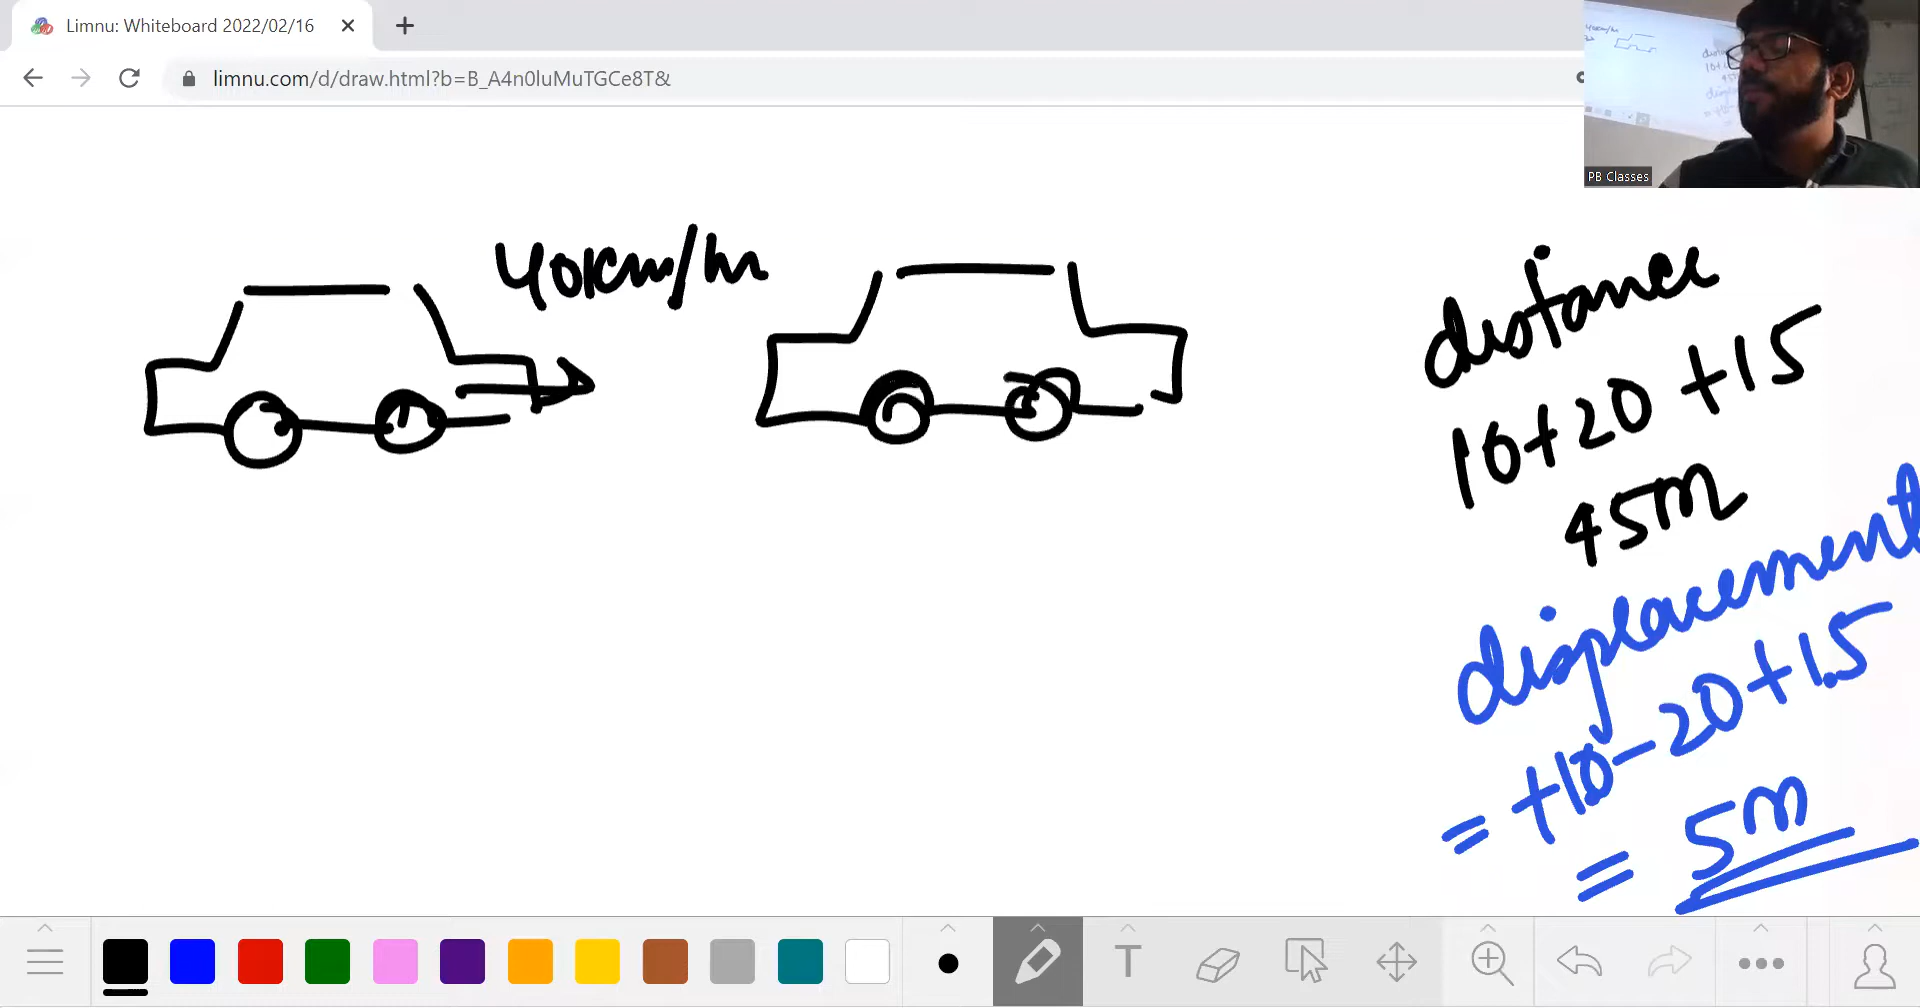 Limnu: Whiteboard 2022/02/16
limnu.com/d/draw.html?b=B_A4n0luMuTGCe8T&
PB Classes
40km/hr
distance
10+20+15
45m
displacement
= +10-20+15
= 5m
T